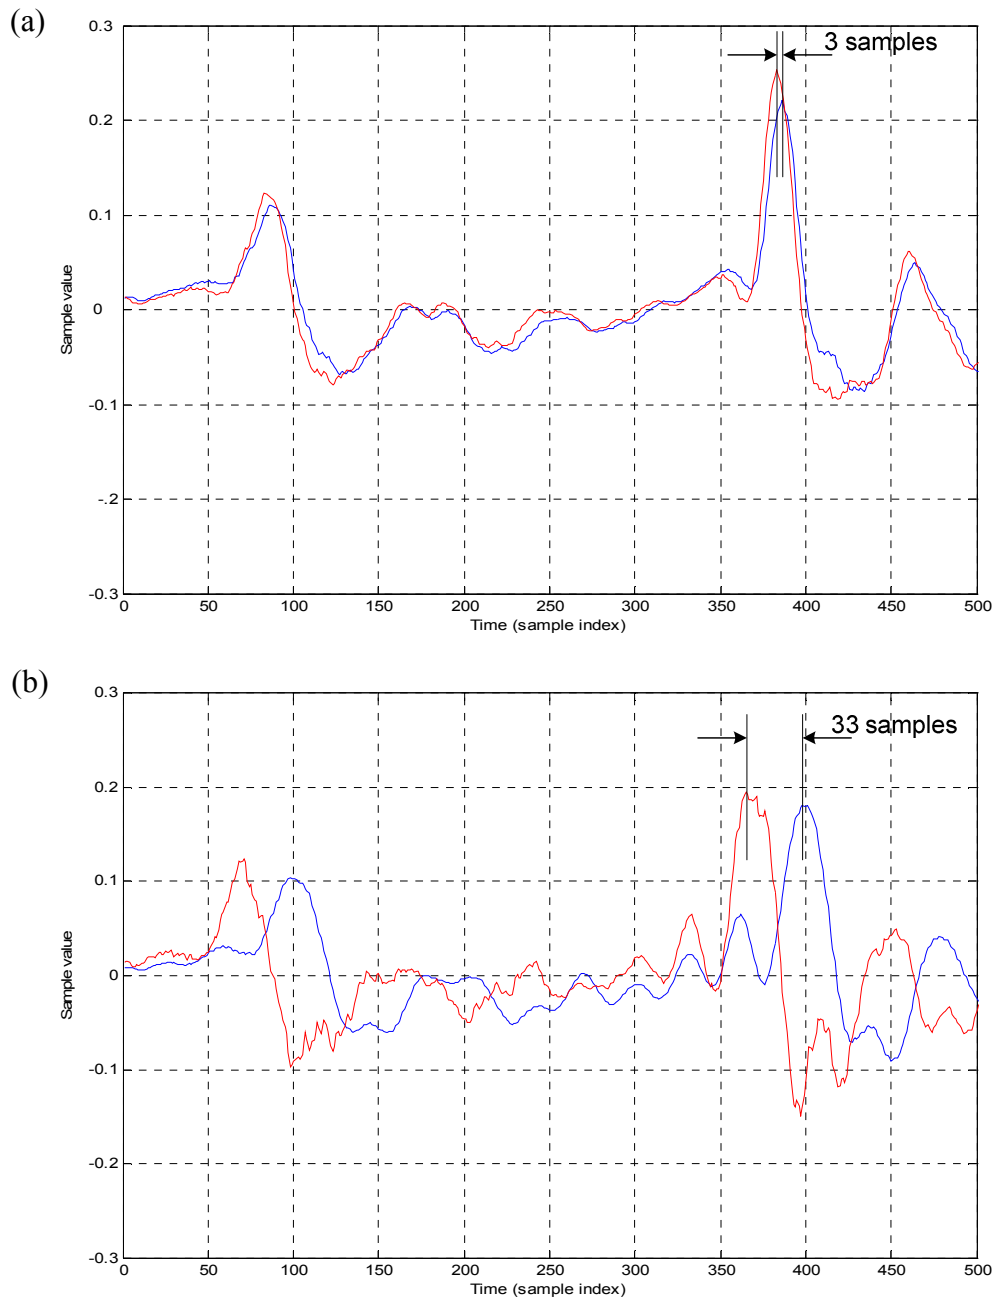 (a)
0.3
3 samples
0.2
0.1
0
-0.1
-.2
-0.3
Sample value
0 50 100 150 200 250 300 350 400 450 500
Time (sample index)
(b)
0.3
33 samples
0.2
0.1
0
-0.1
-0.2
-0.3
Sample value
0 50 100 150 200 250 300 350 400 450 500
Time (sample index)